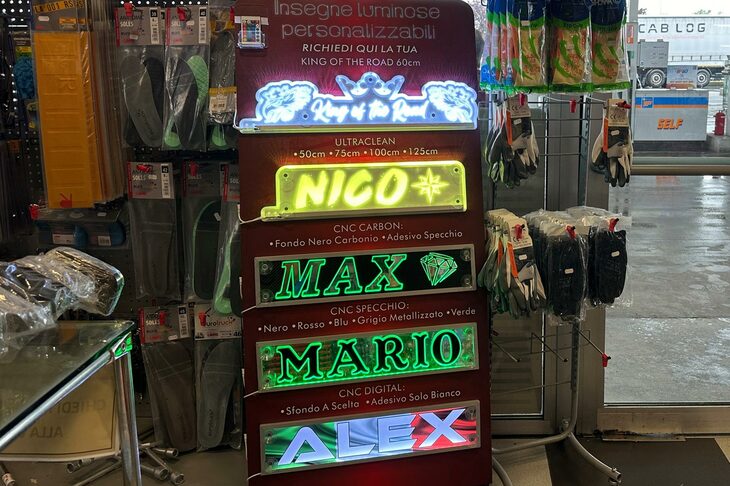 Insegne luminose
personalizzabili
RICHIEDI QUI LA TUA
KING OF THE ROAD 60cm
King of the Road
ULTRACLEAN
• 50cm • 75cm • 100cm • 125cm
NICO
CNC CARBON:
• Fondo Nero Carbonio • Adesivo Specchio
MAX
CNC SPECCHIO:
• Nero • Rosso • Blu • Grigio Metallizzato • Verde
MARIO
CNC DIGITAL:
• Sfondo A Scelta • Adesivo Solo Bianco
ALEX
CAB LOG
SELF